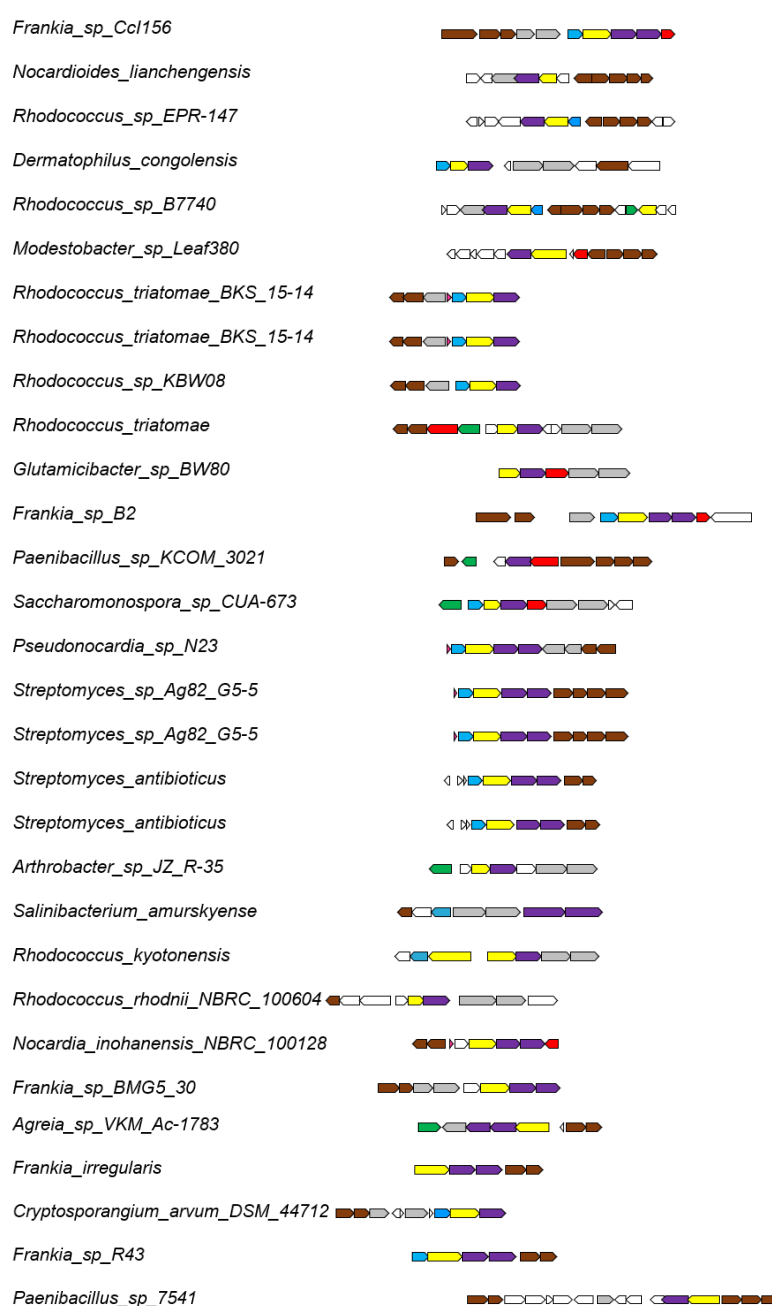 Frankia_sp_CcI156
Nocardioides_lianchengensis
Rhodococcus_sp_EPR-147
Dermatophilus_congolensis
Rhodococcus_sp_B7740
Modestobacter_sp_Leaf380
Rhodococcus_triatomae_BKS_15-14
Rhodococcus_triatomae_BKS_15-14
Rhodococcus_sp_KBW08
Rhodococcus_triatomae
Glutamicibacter_sp_BW80
Frankia_sp_B2
Paenibacillus_sp_KCOM_3021
Saccharomonospora_sp_CUA-673
Pseudonocardia_sp_N23
Streptomyces_sp_Ag82_G5-5
Streptomyces_sp_Ag82_G5-5
Streptomyces_antibioticus
Streptomyces_antibioticus
Arthrobacter_sp_JZ_R-35
Salinibacterium_amurskyense
Rhodococcus_kyotonensis
Rhodococcus_rhodnii_NBRC_100604
Nocardia_inohanensis_NBRC_100128
Frankia_sp_BMG5_30
Agreia_sp_VKM_Ac-1783
Frankia_irregularis
Cryptosporangium_arvum_DSM_44712
Frankia_sp_R43
Paenibacillus_sp_7541